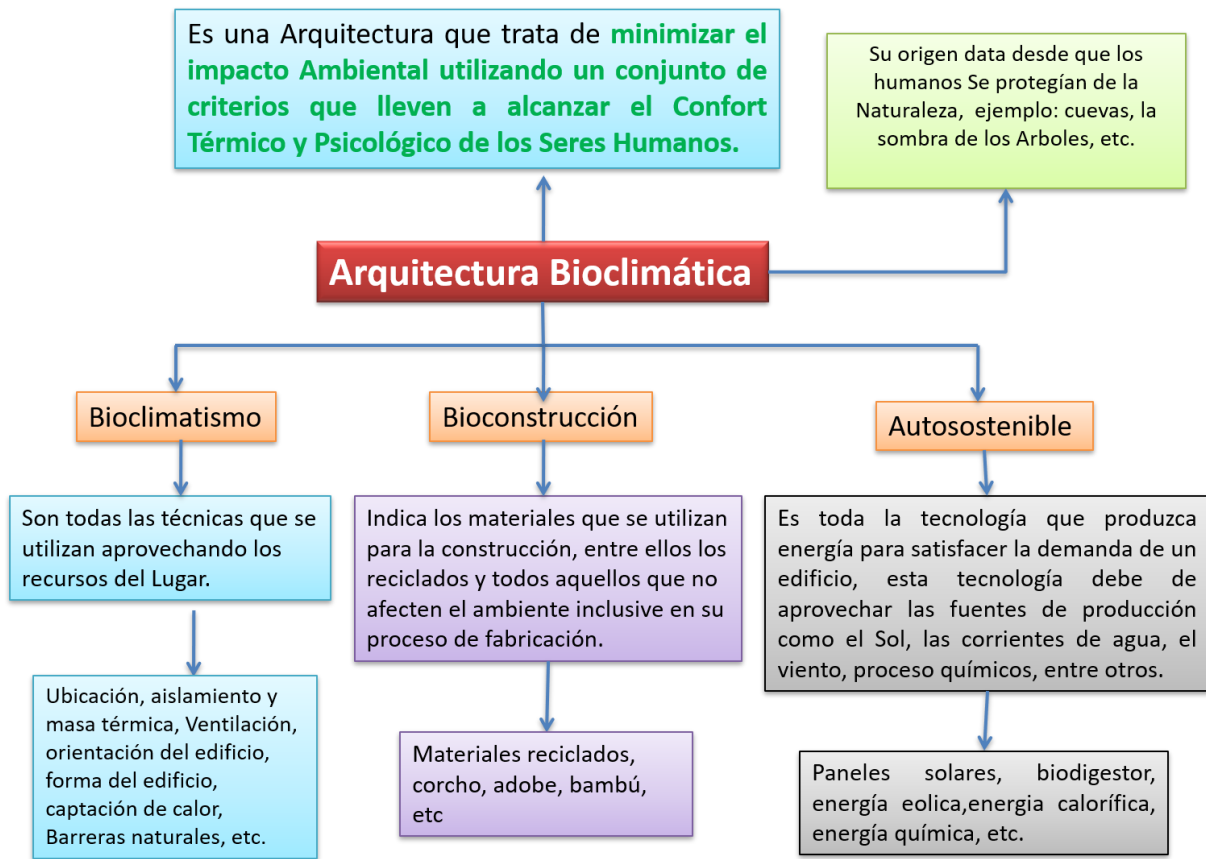 Es una Arquitectura que trata de minimizar el
impacto Ambiental utilizando un conjunto de
criterios que lleven a alcanzar el Confort
Térmico y Psicológico de los Seres Humanos.
Su origen data desde que los
humanos Se protegían de la
Naturaleza, ejemplo: cuevas, la
sombra de los Arboles, etc.
Arquitectura Bioclimática
Bioclimatismo
Bioconstrucción
Autosostenible
Son todas las técnicas que se
utilizan aprovechando los
recursos del Lugar.
Indica los materiales que se utilizan
para la construcción, entre ellos los
reciclados y todos aquellos que no
afecten el ambiente inclusive en su
proceso de fabricación.
Es toda la tecnología que produzca
energía para satisfacer la demanda de un
edificio, esta tecnología debe de
aprovechar las fuentes de producción
como el Sol, las corrientes de agua, el
viento, proceso químicos, entre otros.
Ubicación, aislamiento y
masa térmica, Ventilación,
orientación del edificio,
forma del edificio,
captación de calor,
Barreras naturales, etc.
Materiales reciclados,
corcho, adobe, bambú,
etc
Paneles solares, biodigestor,
energía eolica,energia calorífica,
energía química, etc.